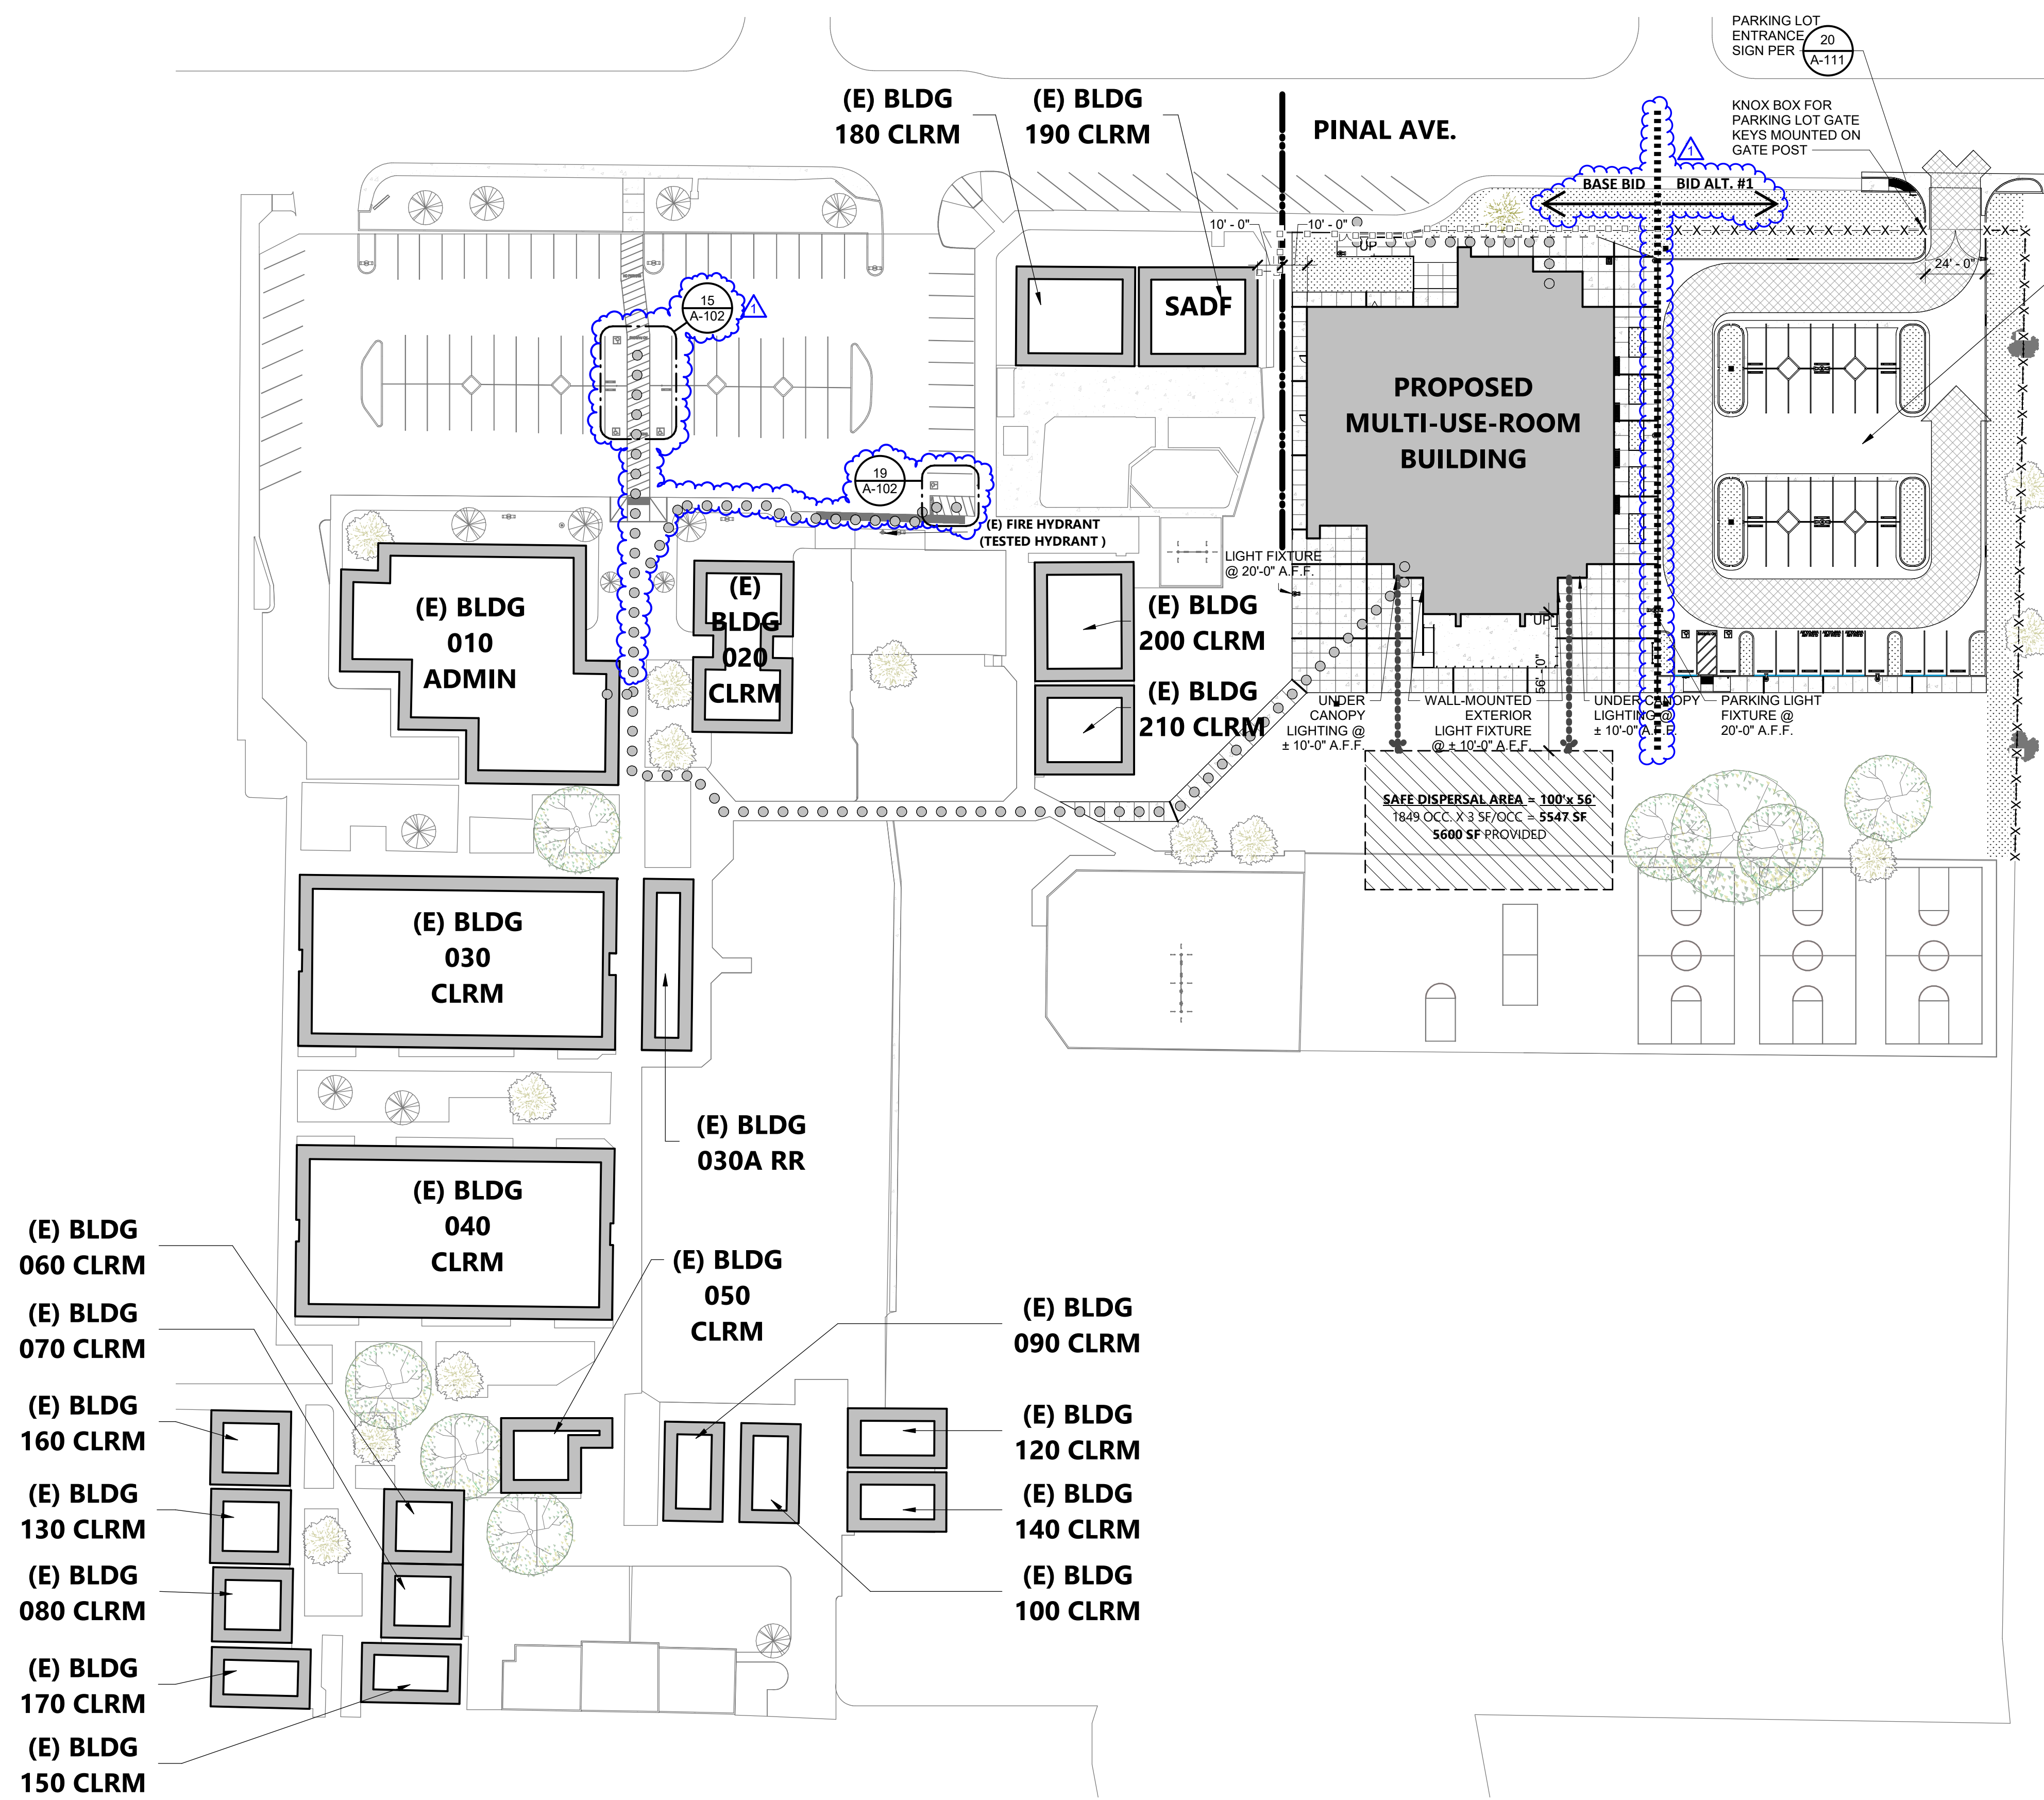 PARKING LOT
ENTRANCE
SIGN PER
20
A-111
(E) BLDG
180 CLRM
(E) BLDG
190 CLRM
PINAL AVE.
KNOX BOX FOR
PARKING LOT GATE
KEYS MOUNTED ON
GATE POST
1
BASE BID
BID ALT. #1
10' - 0"
10' - 0"
UP
24' - 0"
15
A-102
1
SADF
PROPOSED
MULTI-USE-ROOM
BUILDING
19
A-102
(E) FIRE HYDRANT
(TESTED HYDRANT )
LIGHT FIXTURE
@ 20'-0" A.F.F.
(E) BLDG
010
ADMIN
(E)
BLDG
020
CLRM
(E) BLDG
200 CLRM
(E) BLDG
210 CLRM
UP
56' - 0"
UNDER
CANOPY
LIGHTING @
± 10'-0" A.F.F.
WALL-MOUNTED
EXTERIOR
LIGHT FIXTURE
@ ± 10'-0" A.F.F.
UNDER CANOPY
LIGHTING @
± 10'-0" A.F.F.
PARKING LIGHT
FIXTURE @
20'-0" A.F.F.
SAFE DISPERSAL AREA = 100'x 56'
1849 OCC. X 3 SF/OCC = 5547 SF
5600 SF PROVIDED
(E) BLDG
030
CLRM
(E) BLDG
030A RR
(E) BLDG
040
CLRM
(E) BLDG
060 CLRM
(E) BLDG
050
CLRM
(E) BLDG
070 CLRM
(E) BLDG
090 CLRM
(E) BLDG
160 CLRM
(E) BLDG
120 CLRM
(E) BLDG
130 CLRM
(E) BLDG
140 CLRM
(E) BLDG
080 CLRM
(E) BLDG
100 CLRM
(E) BLDG
170 CLRM
(E) BLDG
150 CLRM